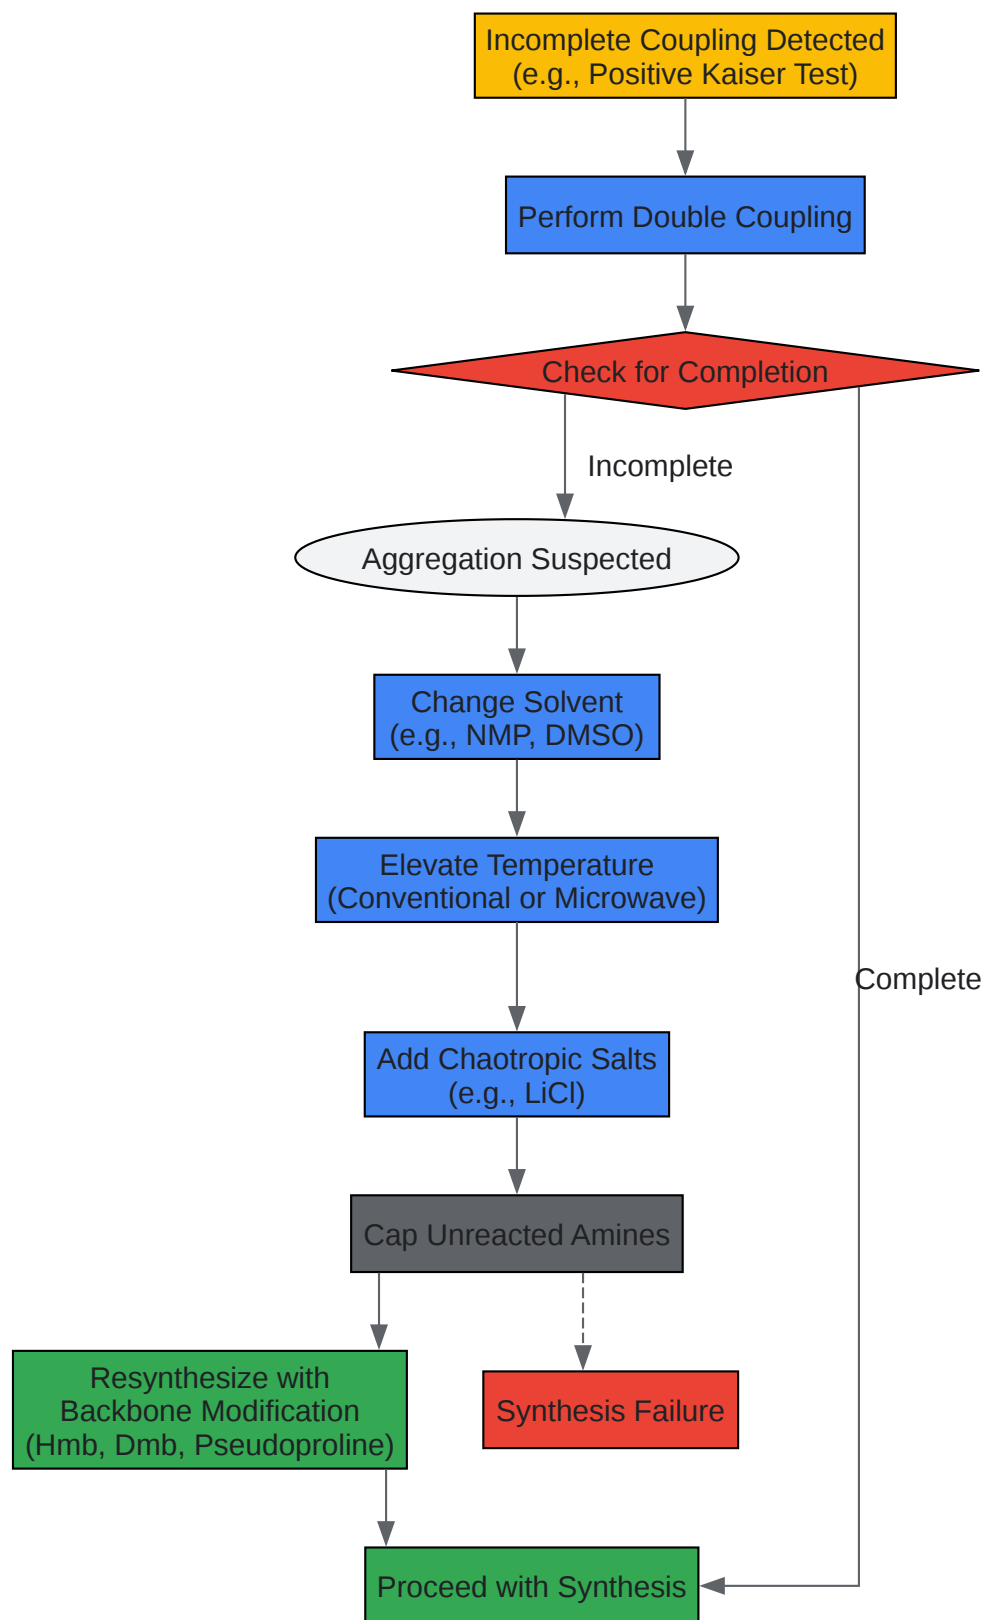 Incomplete Coupling Detected
(e.g., Positive Kaiser Test)
Perform Double Coupling
Check for Completion
Incomplete
Aggregation Suspected
Change Solvent
(e.g., NMP, DMSO)
Elevate Temperature
(Conventional or Microwave)
Complete
Add Chaotropic Salts
(e.g., LiCl)
Cap Unreacted Amines
Resynthesize with
Backbone Modification
(Hmb, Dmb, Pseudoproline)
Synthesis Failure
Proceed with Synthesis